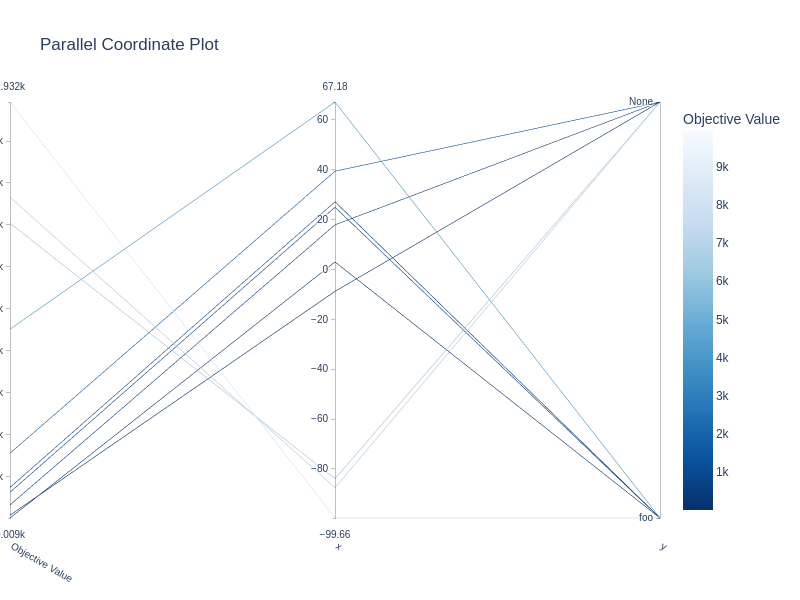 Parallel Coordinate Plot
.932k
67.18
None
60
40
20
0
−20
−40
−60
−80
foo
k
k
k
k
k
k
k
k
k
.009k
−99.66
Objective Value
x
y
Objective Value
9k
8k
7k
6k
5k
4k
3k
2k
1k